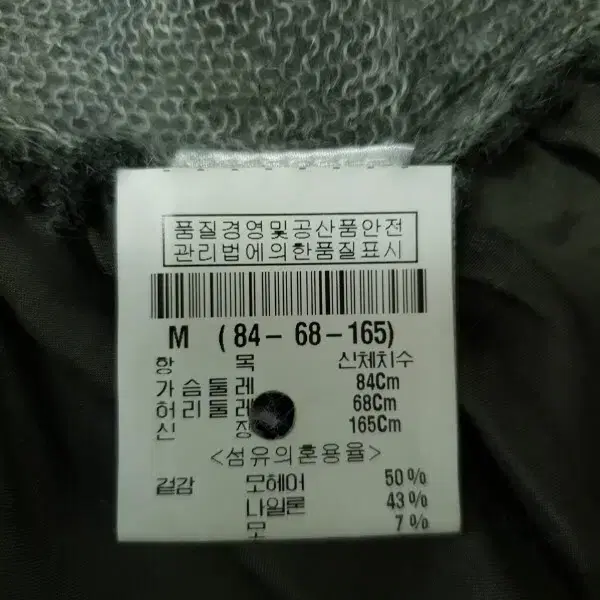 품질경영및공산품안전
관리법에의한품질표시
M (84-68-165)
항 목 신체치수
가슴둘레 84Cm
허리둘레 68Cm
신 장 165Cm
<섬유의혼용율>
겉감 모헤어 50%
나일론 43%
모 7%